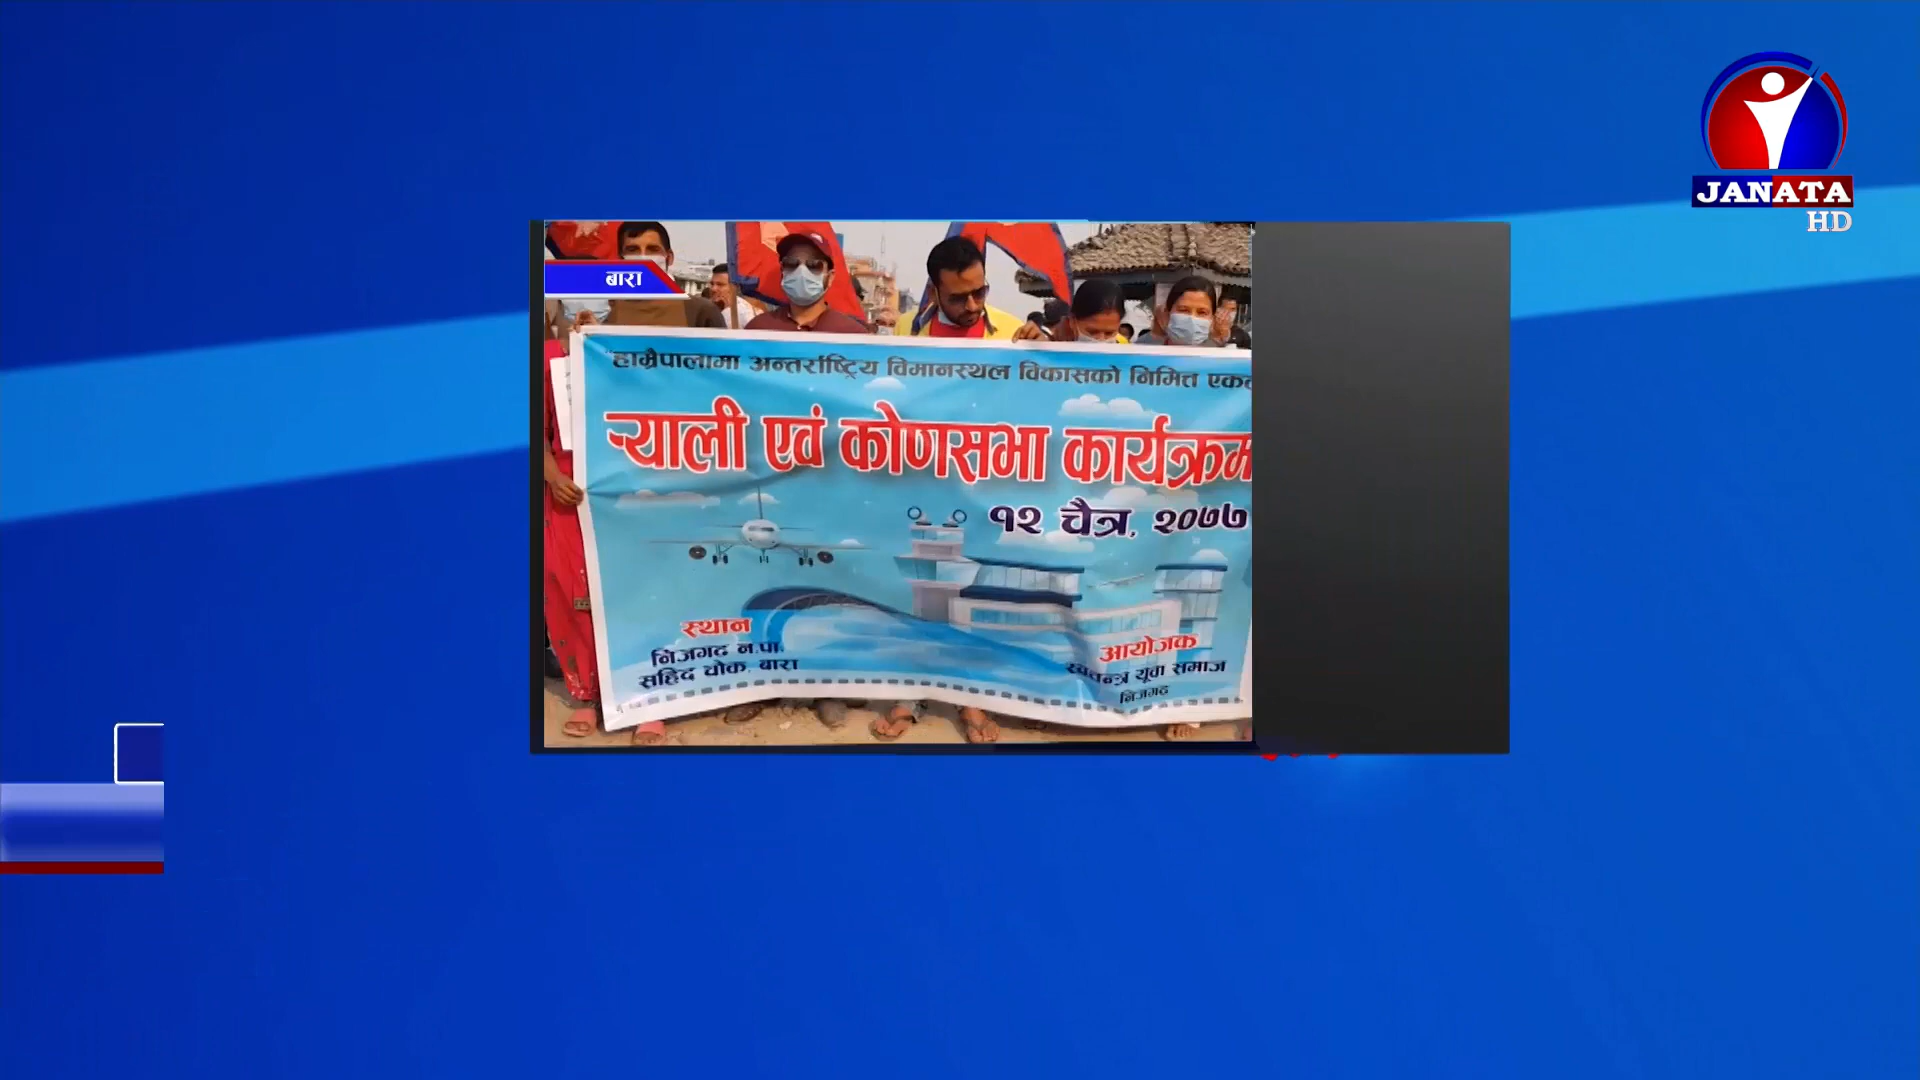 JANATA
HD
बारा
"हाम्रैपालामा अन्तर्राष्ट्रिय विमानस्थल विकासको निमित्त
र्‍याली एवं कोणसभा कार्यक्रम
१२ चैत्र, २०७७
स्थान
निजगढ न.पा.
सहिद चोक, बारा
आयोजक
स्वतन्त्र यूवा समाज
निजगढ